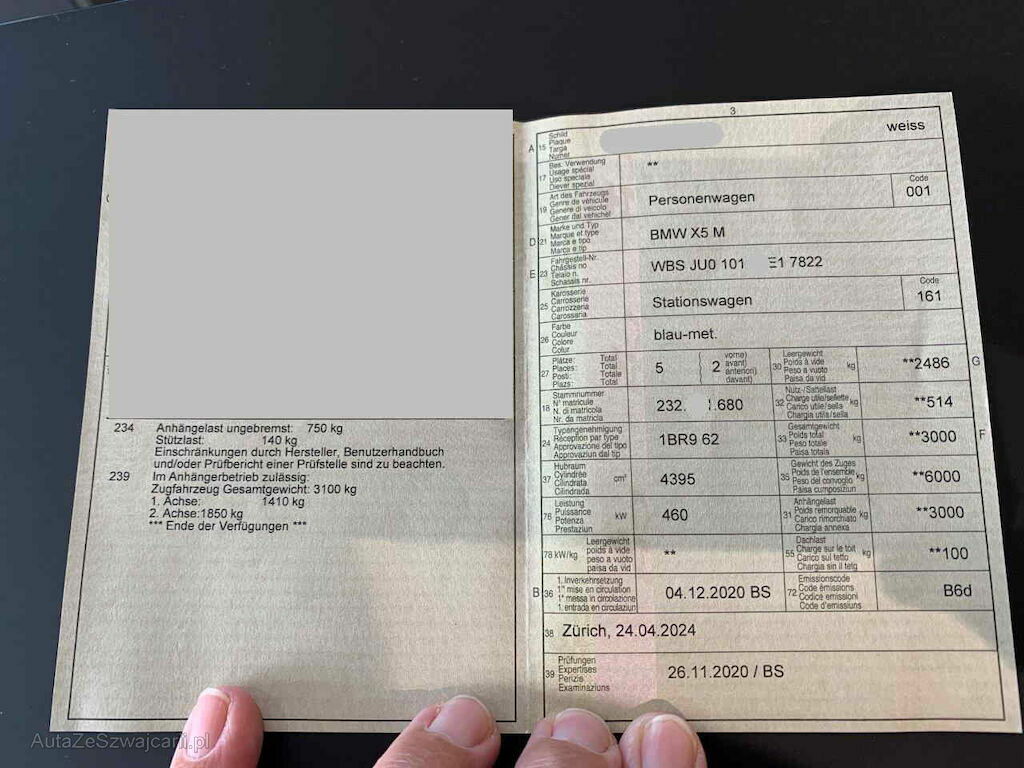 234 Anhängelast ungebremst: 750 kg
Stützlast: 140 kg
Einschränkungen durch Hersteller, Benutzerhandbuch
und/oder Prüfbericht einer Prüfstelle sind zu beachten.
239 Im Anhängerbetrieb zulässig:
Zugfahrzeug Gesamtgewicht: 3100 kg
1. Achse: 1410 kg
2. Achse:1850 kg
*** Ende der Verfügungen ***
3
A 15 Schild
Plaque
Targa
Numer
weiss
17 Bes. Verwendung
Usage spécial
Uso speciale
Diever spezial
**
19 Art des Fahrzeugs
Genre de véhicule
Genere di veicolo
Gener dal vehichel
Personenwagen
Code
001
D 21 Marke und Typ
Marque et type
Marca e tipo
Marca e tip
BMW X5 M
E 23 Fahrgestell-Nr.
Châssis no
Telaio n.
Schassis nr.
WBS JU0 101 E1 7822
25 Karosserie
Carrosserie
Carrozzeria
Carossaria
Stationswagen
Code
161
26 Farbe
Couleur
Colore
Colur
blau-met.
27 Plätze: Total
Places: Total
Posti: Totale
Plazs: Total
5
2 vorne)
avant)
anteriori)
davant)
30 Leergewicht
Poids à vide
Peso a vuoto
Paisa da vid
kg
**2486
G
18 Stammnummer
N° matricule
N. di matricola
Nr. da matricla
232. .680
32 Nutz-/Sattellast
Charge utile/sellette
Carico utile/sella
Chargia util/sella
kg
**514
24 Typengenehmigung
Réception par type
Approvazione del tipo
Approvaziun dal tip
1BR9 62
33 Gesamtgewicht
Poids total
Peso totale
Paisa totala
kg
**3000
F
37 Hubraum
Cylindrée
Cilindrata
Cilindrada
cm³
4395
35 Gewicht des Zuges
Poids de l'ensemble
Peso del convoglio
Paisa cumposiziun
kg
**6000
76 Leistung
Puissance
Potenza
Prestaziun
kW
460
31 Anhängelast
Poids remorquable
Carico rimorchiato
Chargia annexa
kg
**3000
78 kW/kg Leergewicht
poids à vide
peso a vuoto
paisa da vid
**
55 Dachlast
Charge sur le toit
Carico sul tetto
Chargia sin il tetg
kg
**100
B 36 1. Inverkehrsetzung
1re mise en circulation
1a messa in circolazione
1. entrada en circulaziun
04.12.2020 BS
72 Emissionscode
Code émissions
Codice emissioni
Code d'emissiuns
B6d
38 Zürich, 24.04.2024
39 Prüfungen
Expertises
Perizie
Examinaziuns
26.11.2020 / BS
AutaZeSzwajcarii.pl